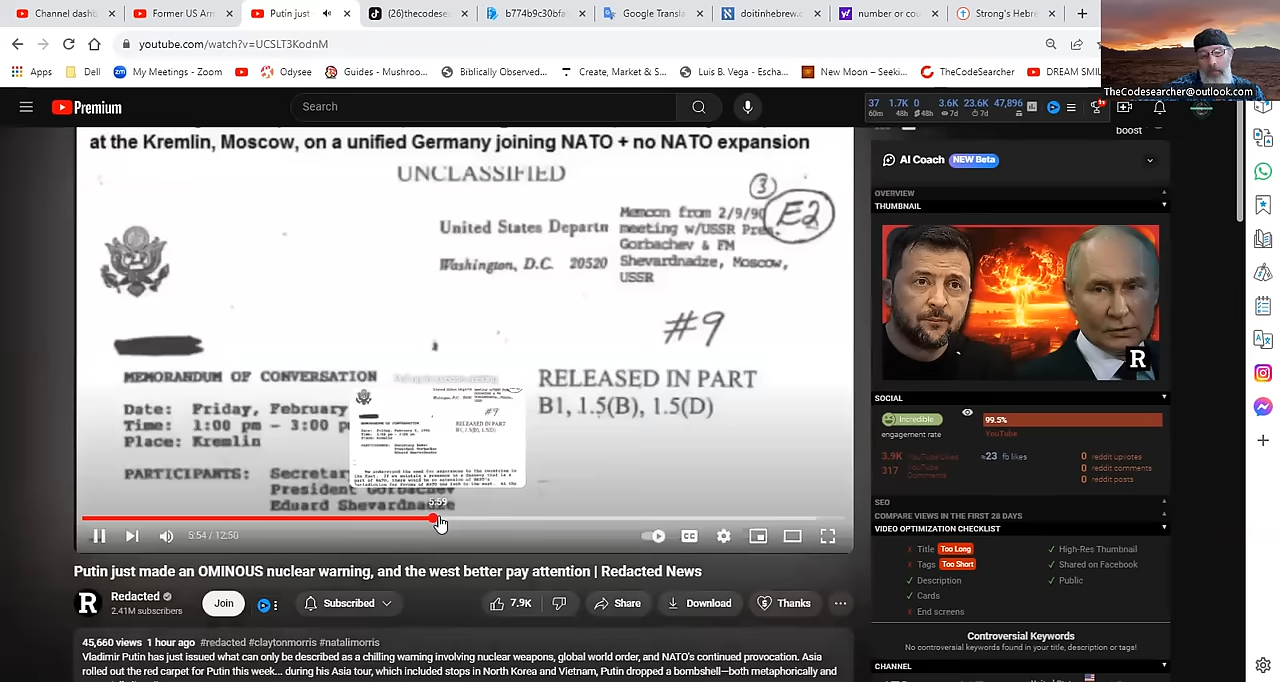 Channel dashb
Former US Arm
Putin just
(26)thecodese
b774b9c30bfa
Google Transla
doitinhebrew.c
number or cou
Strong's Hebre
youtube.com/watch?v=UCSLT3KodnM
Apps
Dell
My Meetings - Zoom
Odysee
Guides - Mushroo...
Biblically Observed...
Create, Market & S...
Luis B. Vega - Escha...
New Moon – Seeki...
TheCodeSearcher
DREAM SMIL
TheCodesearcher@outlook.com
Premium
Search
37 1.7K 0 3.6K 23.6K 47,896
60m 48h 48h 7d 7d
boost
at the Kremlin, Moscow, on a unified Germany joining NATO + no NATO expansion
UNCLASSIFIED
3
E2
United States Departn
Washington, D.C. 20520
Memcon from 2/9/90
meeting w/USSR Pres.
Gorbachev & FM
Shevardnadze, Moscow,
USSR
#9
MEMORANDUM OF CONVERSATION
RELEASED IN PART
B1, 1.5(B), 1.5(D)
Date: Friday, February
Time: 1:00 pm - 3:00 p
Place: Kremlin
PARTICIPANTS: Secretar
President Gorbachev
Eduard Shevardnadze
5:59
5:54 / 12:50
Putin just made an OMINOUS nuclear warning, and the west better pay attention | Redacted News
Redacted
2.41M subscribers
Join
Subscribed
7.9K
Share
Download
Thanks
45,660 views 1 hour ago #redacted #claytonmorris #natalimorris
Vladimir Putin has just issued what can only be described as a chilling warning involving nuclear weapons, global world order, and NATO's continued provocation. Asia
rolled out the red carpet for Putin this week... during his Asia tour, which included stops in North Korea and Vietnam, Putin dropped a bombshell—both metaphorically and
AI Coach NEW Beta
OVERVIEW
THUMBNAIL
R
SOCIAL
Incredible
engagement rate
99.5%
YouTube
3.9K YouTube Likes
317 YouTube Comments
≈23 fb likes
0 reddit upvotes
0 reddit comments
0 reddit posts
SEO
COMPARE VIEWS IN THE FIRST 28 DAYS
VIDEO OPTIMIZATION CHECKLIST
Title Too Long
Tags Too Short
Description
Cards
End screens
High-Res Thumbnail
Shared on Facebook
Public
Controversial Keywords
No controversial keywords found in your title, description or tags!
CHANNEL